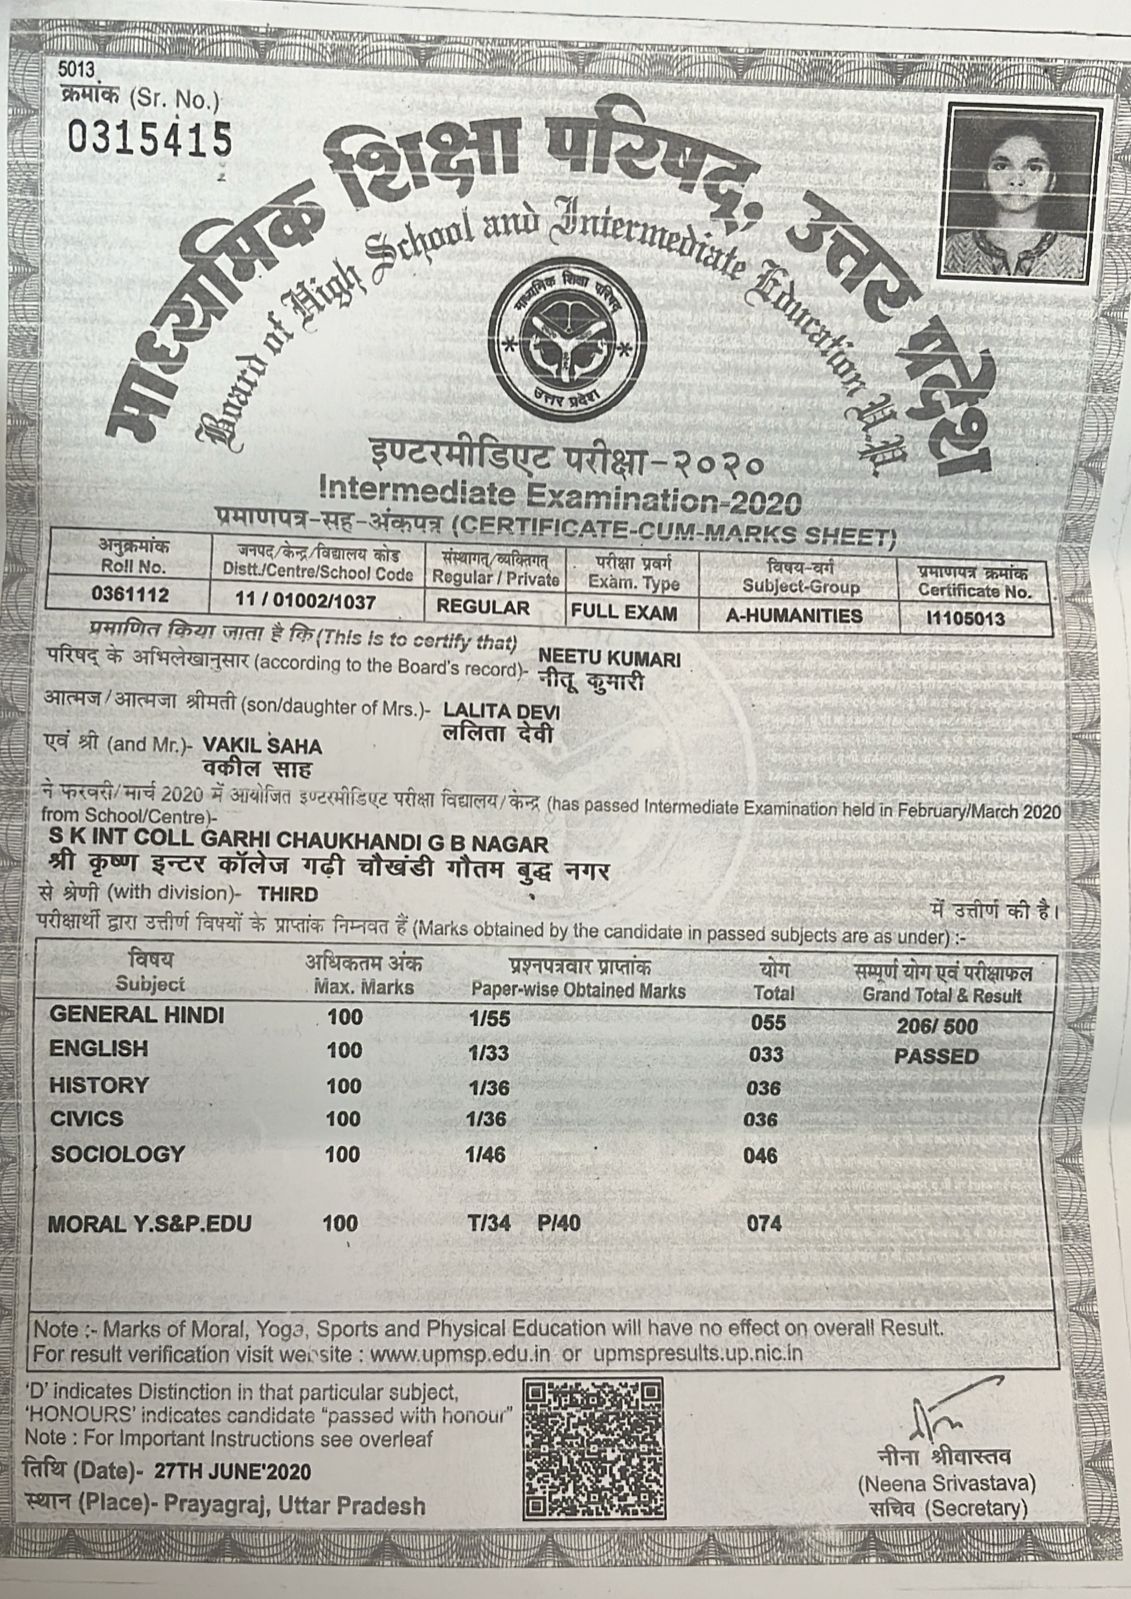 5013
क्रमांक (Sr. No.)
0315415
माध्यमिक शिक्षा परिषद्, उत्तर प्रदेश
Board of High School and Intermediate Education U.P.
माध्यमिक शिक्षा परिषद्
उत्तर प्रदेश
इण्टरमीडिएट परीक्षा-२०२०
Intermediate Examination-2020
प्रमाणपत्र-सह-अंकपत्र (CERTIFICATE-CUM-MARKS SHEET)
अनुक्रमांक जनपद/केन्द्र/विद्यालय कोड संस्थागत/व्यक्तिगत परीक्षा प्रवर्ग विषय-वर्ग प्रमाणपत्र क्रमांक
Roll No. Distt./Centre/School Code Regular / Private Exam. Type Subject-Group Certificate No.
0361112 11 / 01002/1037 REGULAR FULL EXAM A-HUMANITIES I1105013
प्रमाणित किया जाता है कि (This is to certify that)
परिषद् के अभिलेखानुसार (according to the Board's record)- NEETU KUMARI
नीतू कुमारी
आत्मज/आत्मजा श्रीमती (son/daughter of Mrs.)- LALITA DEVI
ललिता देवी
एवं श्री (and Mr.)- VAKIL SAHA
वकील साह
ने फरवरी/मार्च 2020 में आयोजित इण्टरमीडिएट परीक्षा विद्यालय/केन्द्र (has passed Intermediate Examination held in February/March 2020
from School/Centre)-
S K INT COLL GARHI CHAUKHANDI G B NAGAR
श्री कृष्ण इन्टर कॉलेज गढ़ी चौखंडी गौतम बुद्ध नगर
से श्रेणी (with division)- THIRD में उत्तीर्ण की है।
परीक्षार्थी द्वारा उत्तीर्ण विषयों के प्राप्तांक निम्नवत हैं (Marks obtained by the candidate in passed subjects are as under) :-
विषय अधिकतम अंक प्रश्नपत्रवार प्राप्तांक योग सम्पूर्ण योग एवं परीक्षाफल
Subject Max. Marks Paper-wise Obtained Marks Total Grand Total & Result
GENERAL HINDI 100 1/55 055 206/ 500
ENGLISH 100 1/33 033 PASSED
HISTORY 100 1/36 036
CIVICS 100 1/36 036
SOCIOLOGY 100 1/46 046
MORAL Y.S&P.EDU 100 T/34 P/40 074
Note :- Marks of Moral, Yoga, Sports and Physical Education will have no effect on overall Result.
For result verification visit website : www.upmsp.edu.in or upmspresults.up.nic.in
'D' indicates Distinction in that particular subject,
'HONOURS' indicates candidate "passed with honour"
Note : For Important Instructions see overleaf
तिथि (Date)- 27TH JUNE'2020
स्थान (Place)- Prayagraj, Uttar Pradesh
नीना श्रीवास्तव
(Neena Srivastava)
सचिव (Secretary)